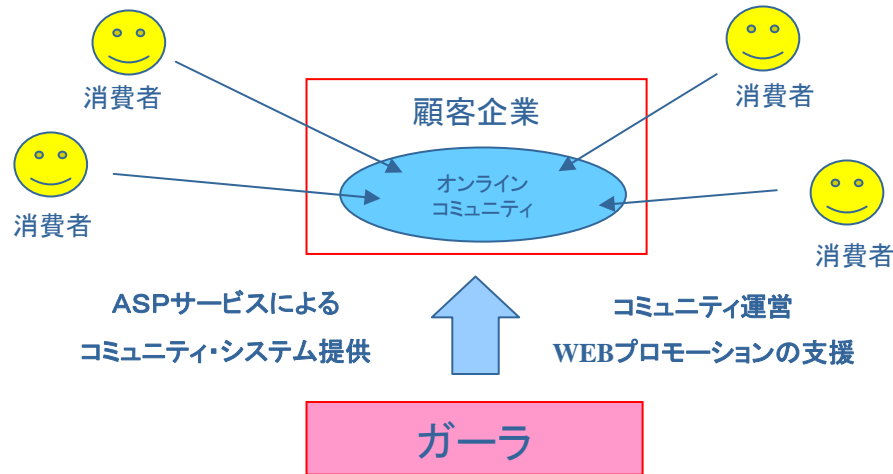 消費者
消費者
顧客企業
オンライン
コミュニティ
消費者
消費者
ASPサービスによる
コミュニティ・システム提供
コミュニティ運営
WEBプロモーションの支援
ガーラ